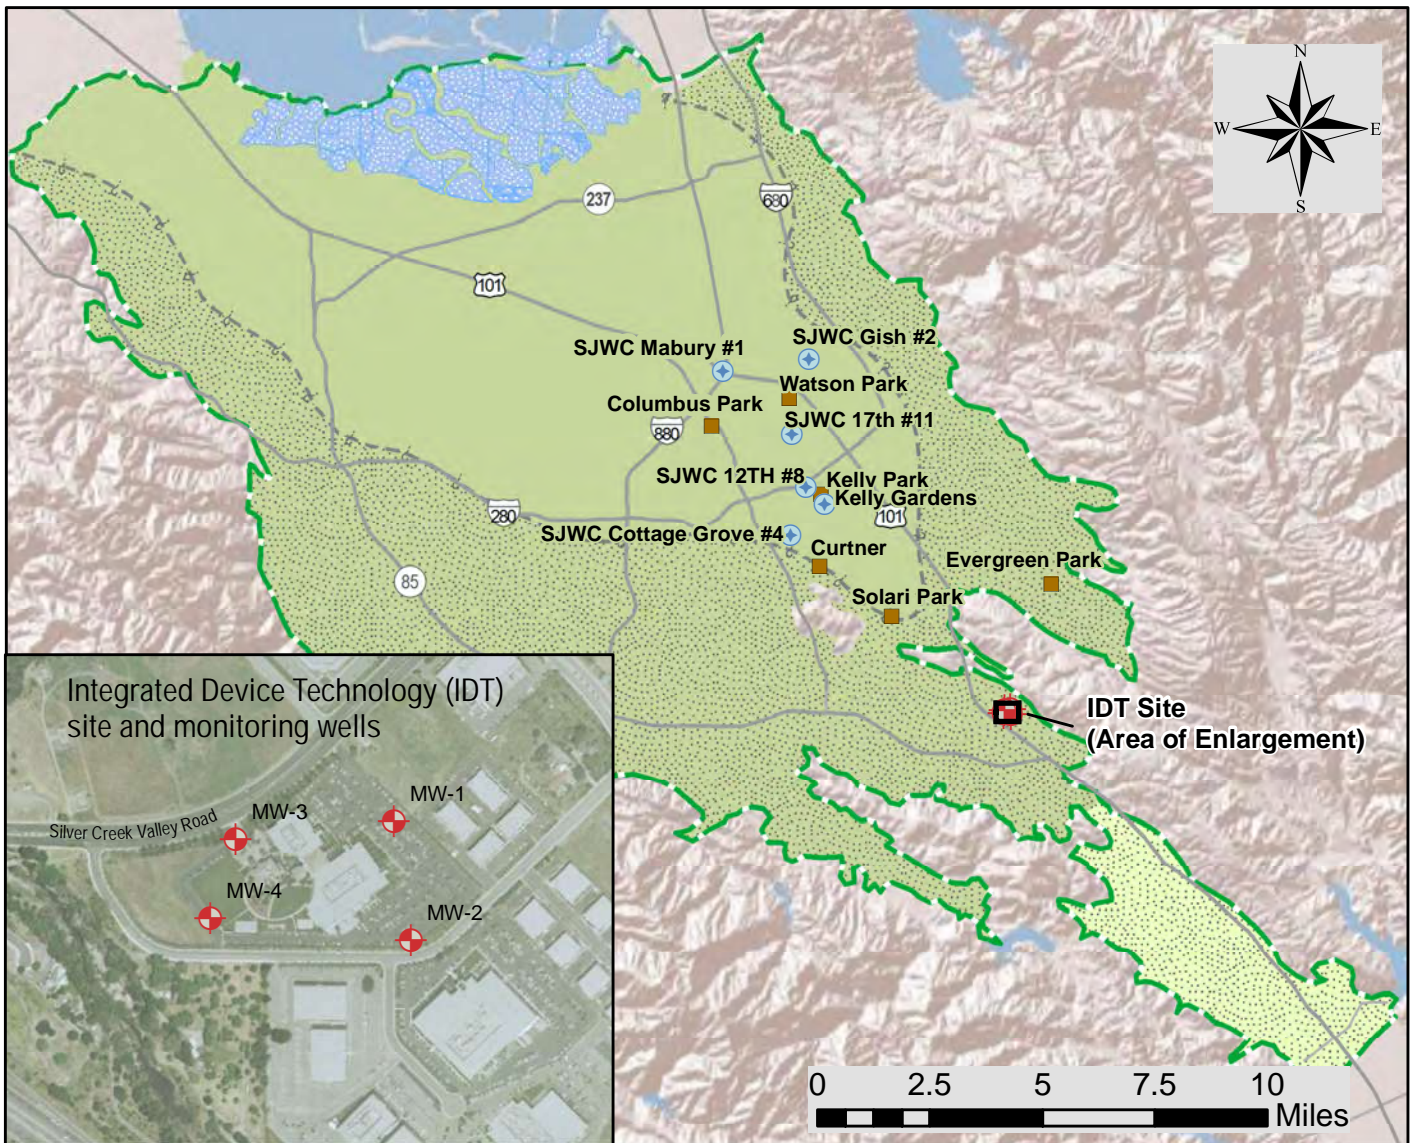 N
W E
S
237
680
101
SJWC Gish #2
SJWC Mabury #1
Watson Park
Columbus Park
SJWC 17th #11
880
SJWC 12TH #8
Kelly Park
Kelly Gardens
280
101
SJWC Cottage Grove #4
Curtner
Evergreen Park
85
Solari Park
Integrated Device Technology (IDT)
site and monitoring wells
IDT Site
(Area of Enlargement)
MW-1
MW-3
Silver Creek Valley Road
MW-4
MW-2
0 2.5 5 7.5 10
Miles